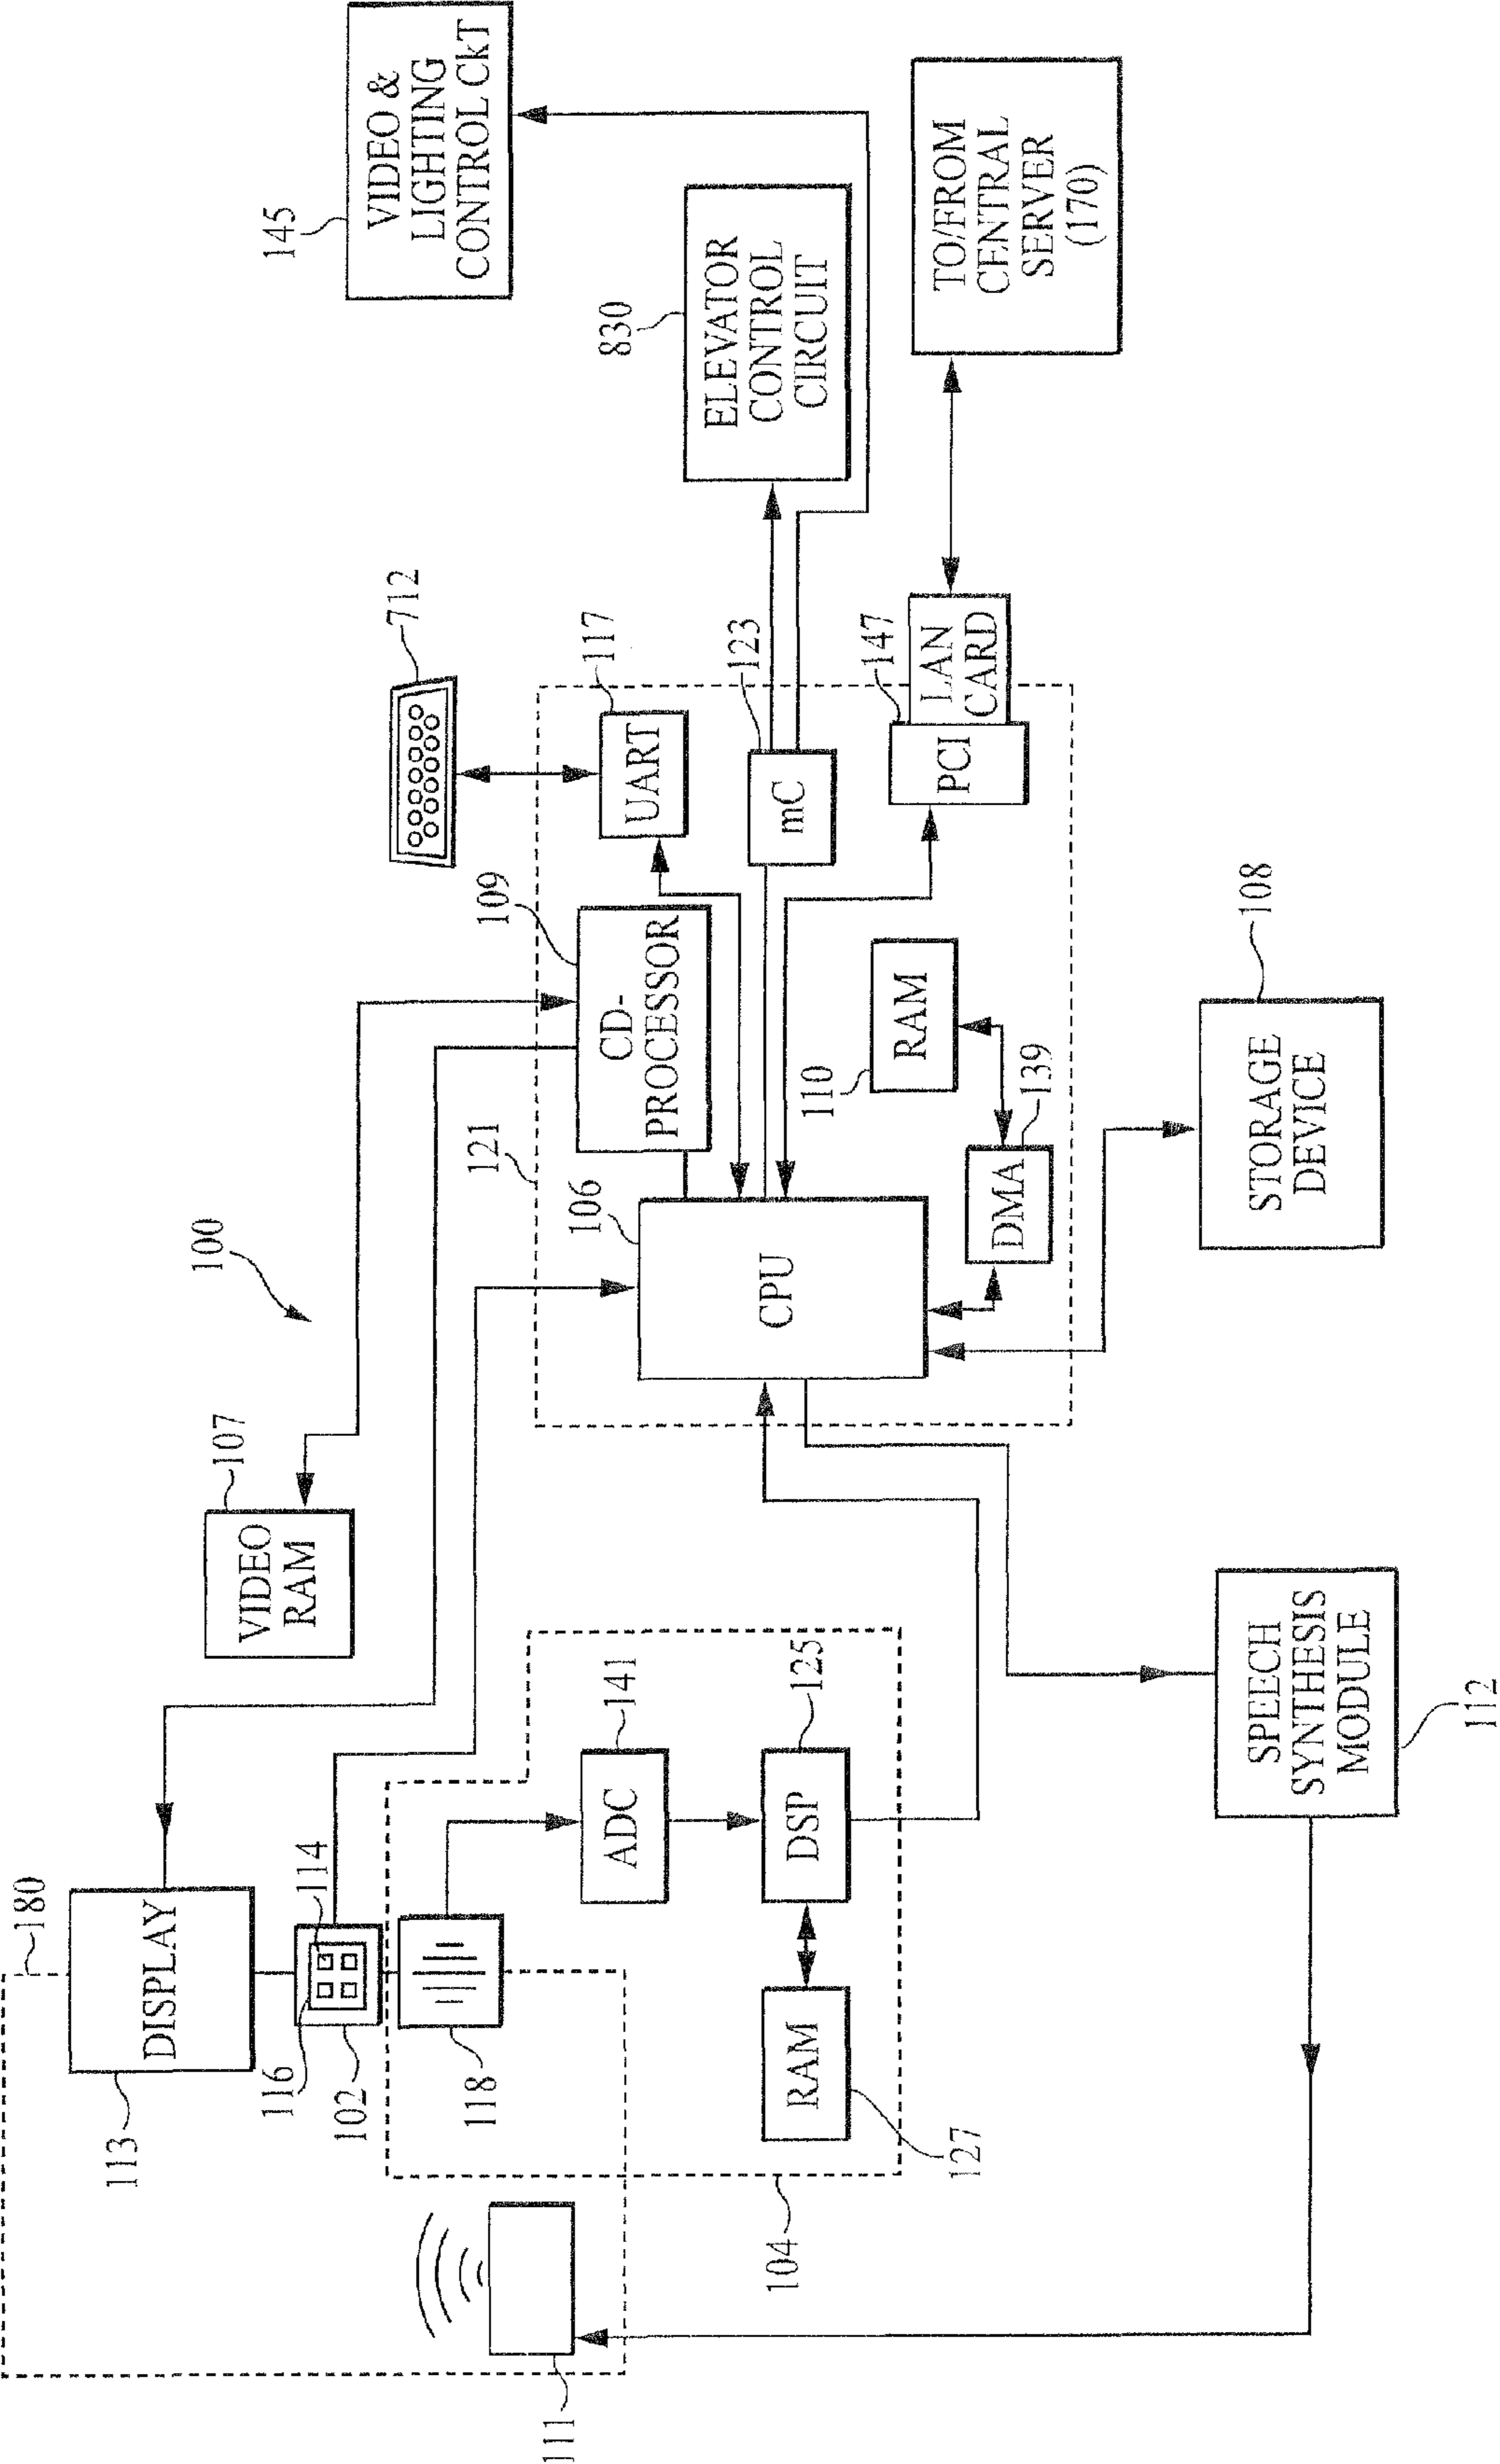 180
113
DISPLAY
107
VIDEO
RAM
100
145
VIDEO &
LIGHTING
CONTROL CkT
116
114
102
712
118
141
ADC
121
109
CD-
PROCESSOR
117
UART
106
CPU
830
ELEVATOR
CONTROL
CIRCUIT
111
104
RAM
127
125
DSP
123
mC
110
RAM
147
PCI
LAN
CARD
TO/FROM
CENTRAL
SERVER
(170)
139
DMA
108
STORAGE
DEVICE
SPEECH
SYNTHESIS
MODULE
112